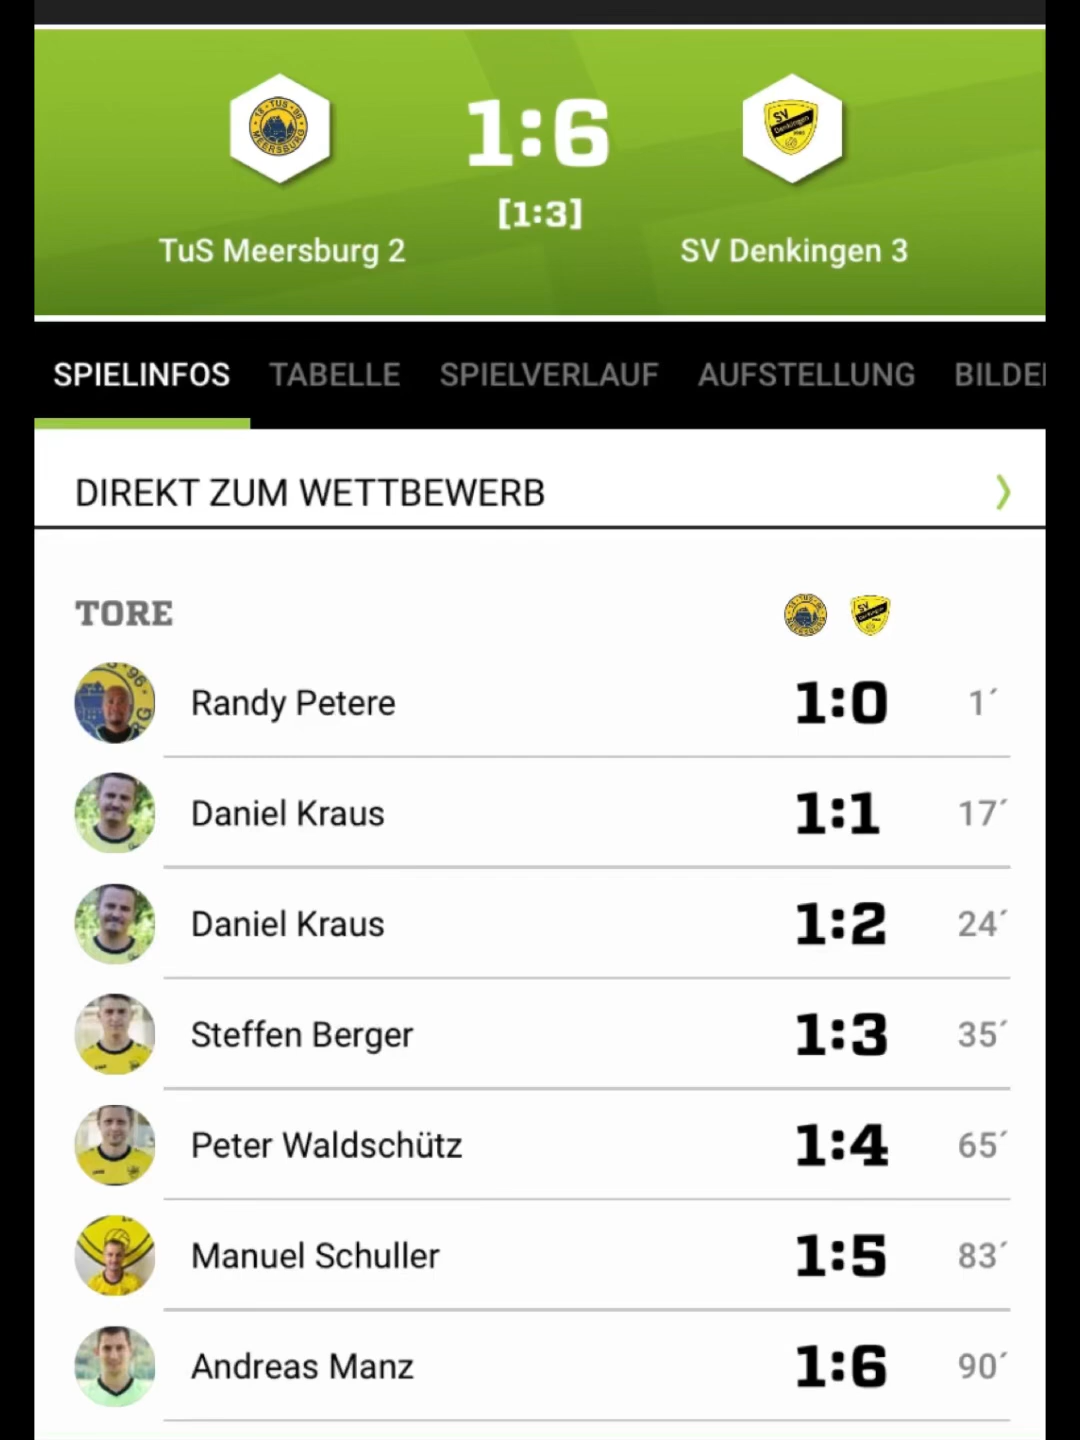 1:6
[1:3]
TuS Meersburg 2
SV Denkingen 3
SPIELINFOS TABELLE SPIELVERLAUF AUFSTELLUNG
DIREKT ZUM WETTBEWERB
TORE
Randy Petere 1:0 1´
Daniel Kraus 1:1 17´
Daniel Kraus 1:2 24´
Steffen Berger 1:3 35´
Peter Waldschütz 1:4 65´
Manuel Schuller 1:5 83´
Andreas Manz 1:6 90´